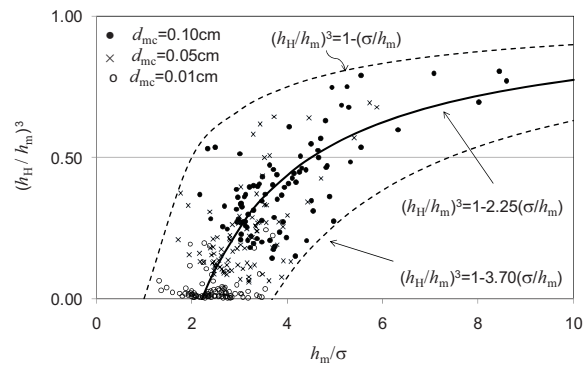 1.00
● d_mc=0.10cm
× d_mc=0.05cm
○ d_mc=0.01cm
(h_H/h_m)³=1-(σ/h_m)
(h_H / h_m)³
0.50
(h_H/h_m)³=1-2.25(σ/h_m)
(h_H/h_m)³=1-3.70(σ/h_m)
0.00
0 2 4 6 8 10
h_m/σ